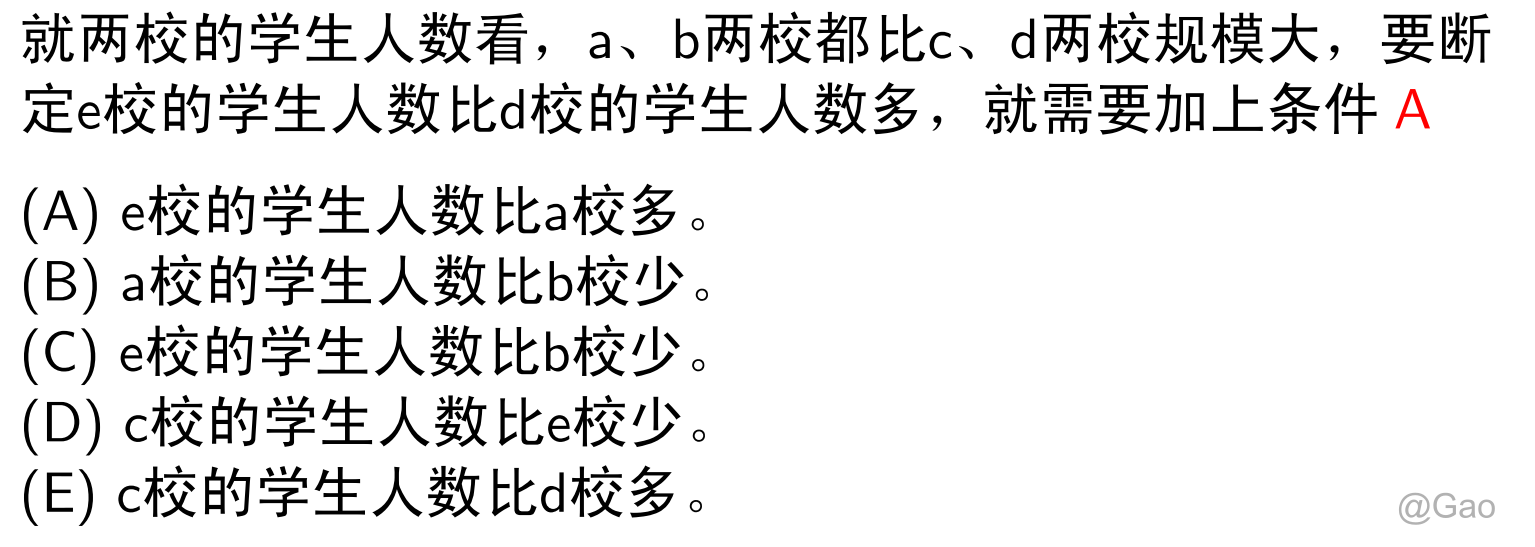 就两校的学生人数看，a、b两校都比c、d两校规模大，要断
定e校的学生人数比d校的学生人数多，就需要加上条件 A
(A) e校的学生人数比a校多。
(B) a校的学生人数比b校少。
(C) e校的学生人数比b校少。
(D) c校的学生人数比e校少。
(E) c校的学生人数比d校多。
@Gao